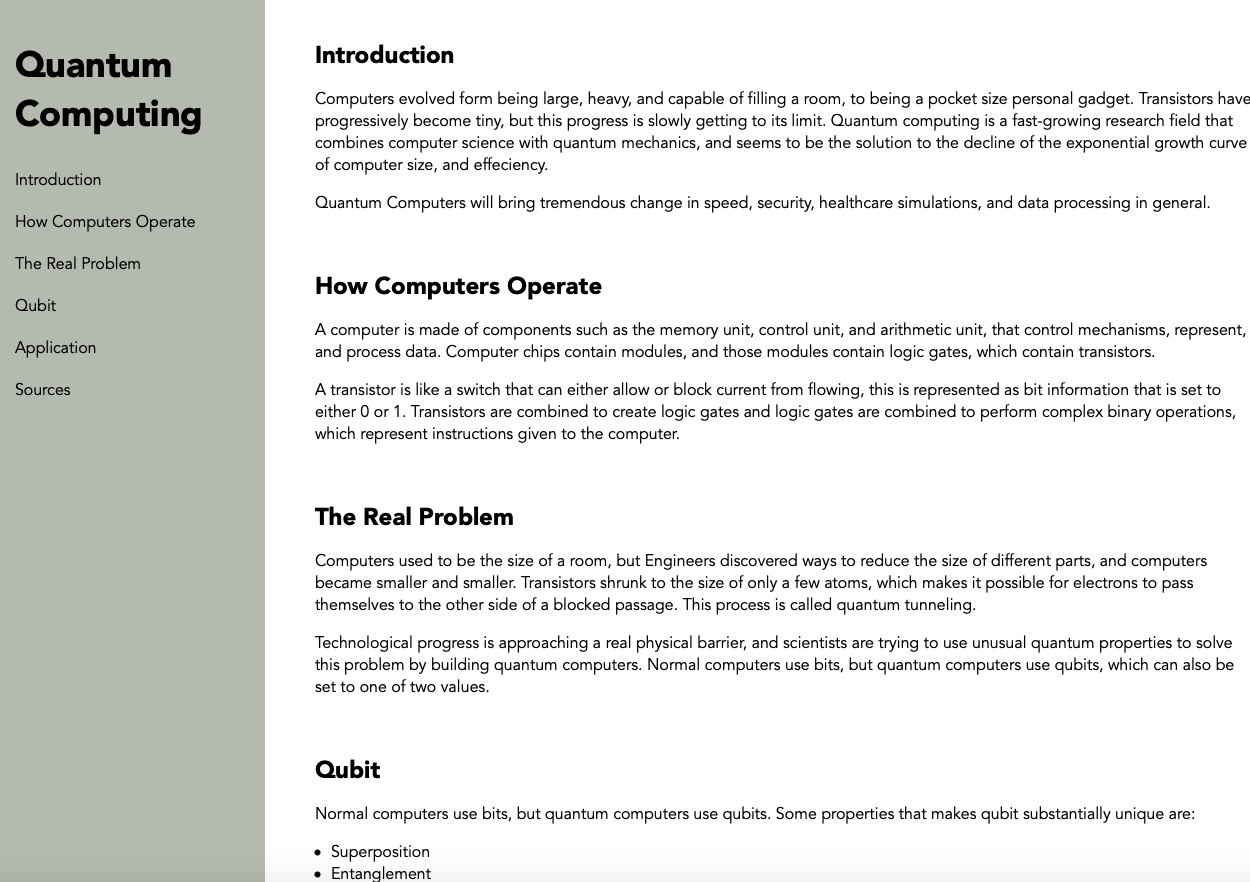 Quantum
Computing
Introduction
How Computers Operate
The Real Problem
Qubit
Application
Sources
Introduction
Computers evolved form being large, heavy, and capable of filling a room, to being a pocket size personal gadget. Transistors have
progressively become tiny, but this progress is slowly getting to its limit. Quantum computing is a fast-growing research field that
combines computer science with quantum mechanics, and seems to be the solution to the decline of the exponential growth curve
of computer size, and effeciency.
Quantum Computers will bring tremendous change in speed, security, healthcare simulations, and data processing in general.
How Computers Operate
A computer is made of components such as the memory unit, control unit, and arithmetic unit, that control mechanisms, represent,
and process data. Computer chips contain modules, and those modules contain logic gates, which contain transistors.
A transistor is like a switch that can either allow or block current from flowing, this is represented as bit information that is set to
either 0 or 1. Transistors are combined to create logic gates and logic gates are combined to perform complex binary operations,
which represent instructions given to the computer.
The Real Problem
Computers used to be the size of a room, but Engineers discovered ways to reduce the size of different parts, and computers
became smaller and smaller. Transistors shrunk to the size of only a few atoms, which makes it possible for electrons to pass
themselves to the other side of a blocked passage. This process is called quantum tunneling.
Technological progress is approaching a real physical barrier, and scientists are trying to use unusual quantum properties to solve
this problem by building quantum computers. Normal computers use bits, but quantum computers use qubits, which can also be
set to one of two values.
Qubit
Normal computers use bits, but quantum computers use qubits. Some properties that makes qubit substantially unique are:
• Superposition
• Entanglement